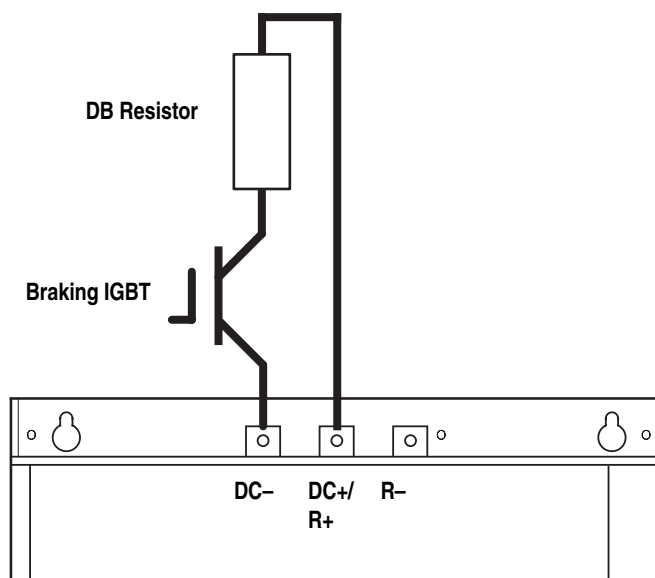 DB Resistor
Braking IGBT
DC– DC+/ R–
R+